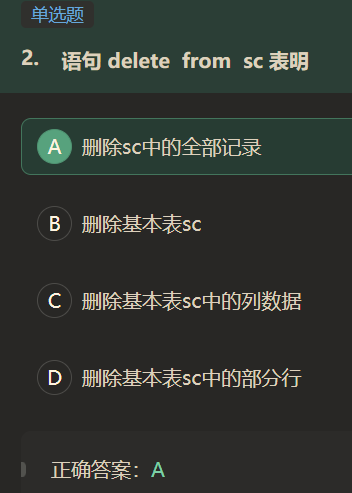 单选题
2. 语句 delete from sc 表明
A 删除sc中的全部记录
B 删除基本表sc
C 删除基本表sc中的列数据
D 删除基本表sc中的部分行
正确答案：A